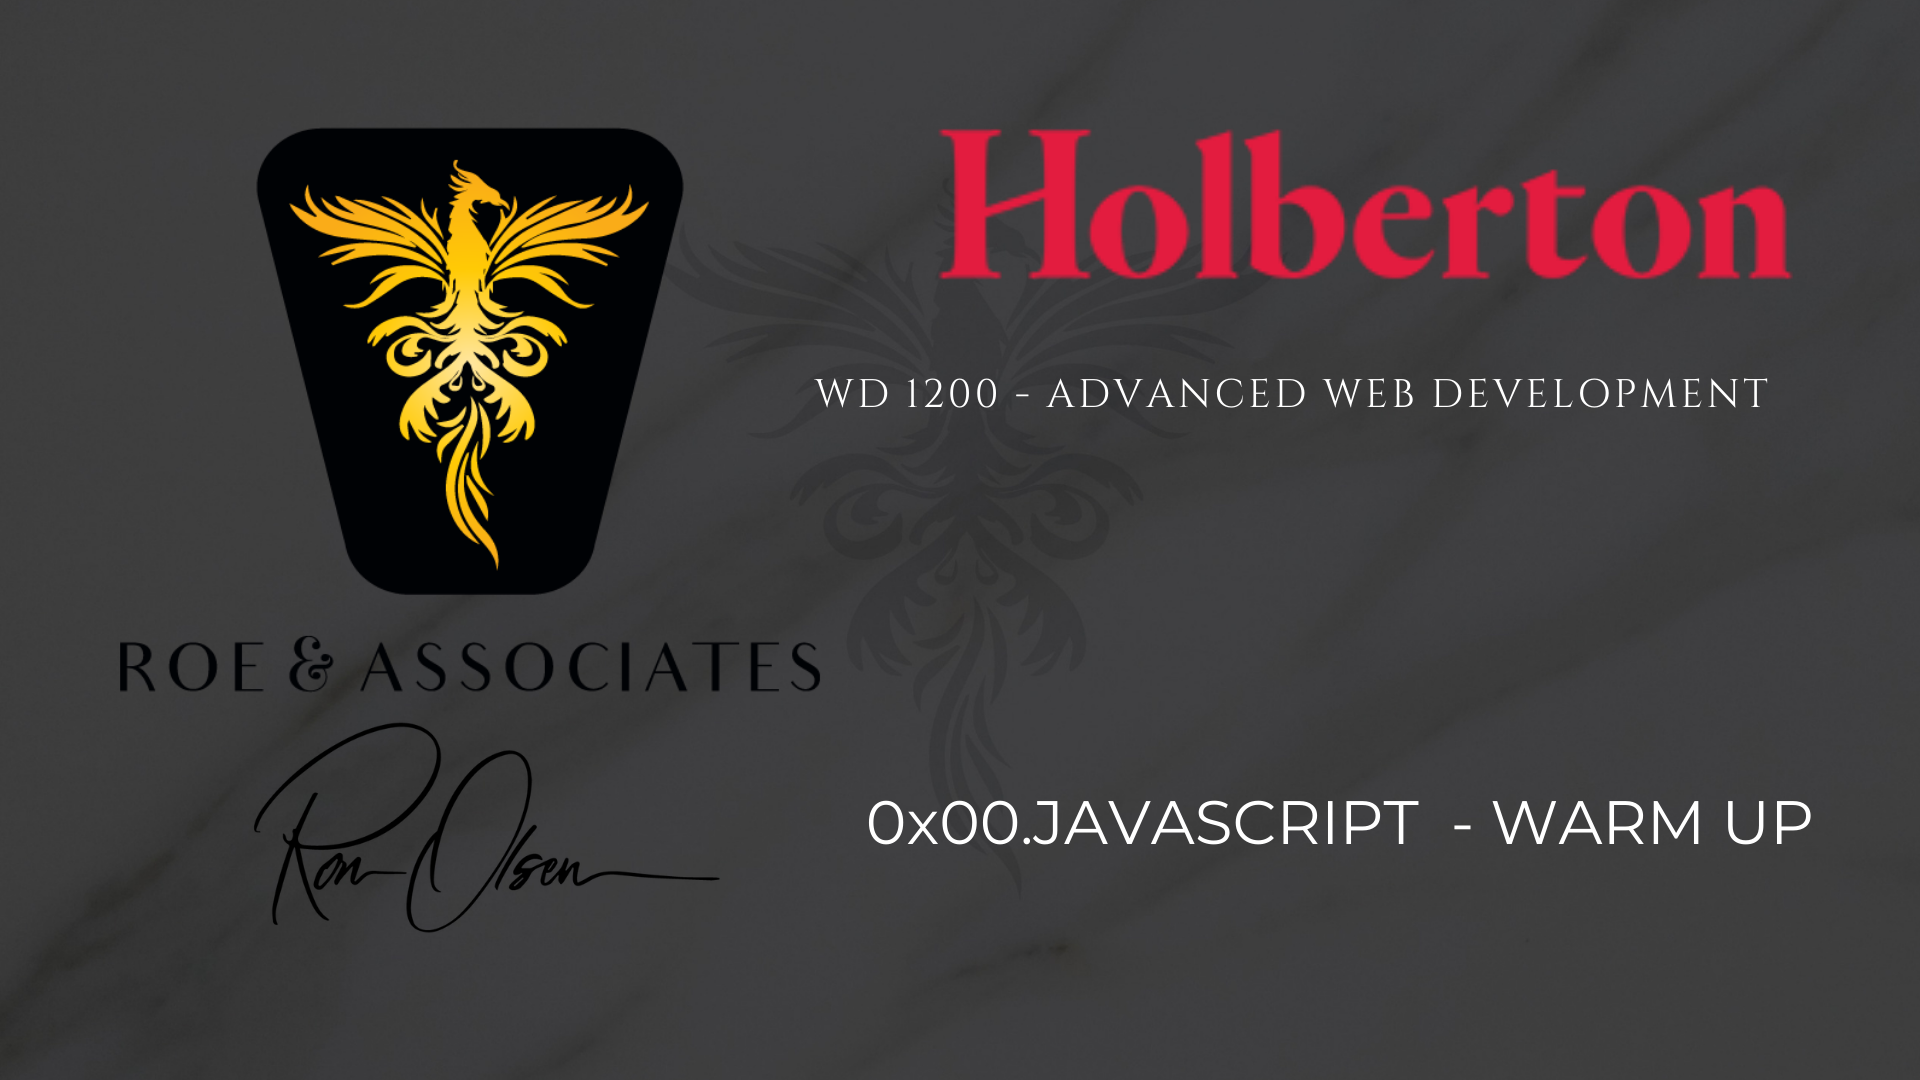 Holberton
WD 1200 - ADVANCED WEB DEVELOPMENT
ROE & ASSOCIATES
Ron Olsen
0x00.JAVASCRIPT - WARM UP